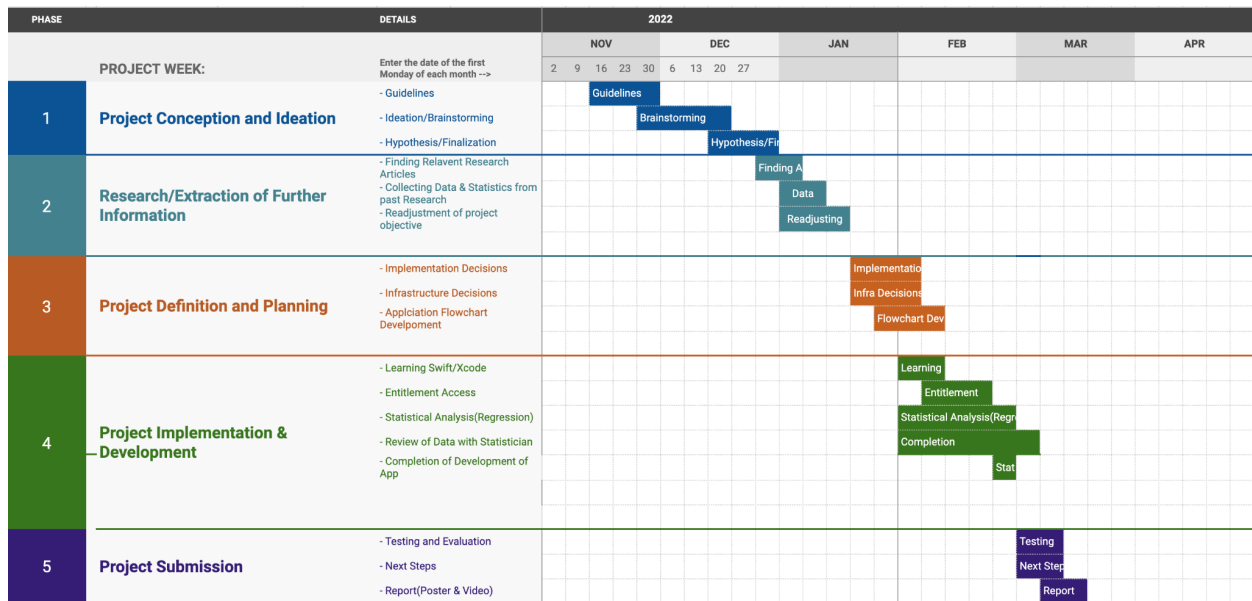 PHASE DETAILS 2022
NOV DEC JAN FEB MAR APR
PROJECT WEEK:
Enter the date of the first
Monday of each month -->
2 9 16 23 30 6 13 20 27
1
Project Conception and Ideation
- Guidelines
Guidelines
- Ideation/Brainstorming
Brainstorming
- Hypothesis/Finalization
Hypothesis/Fin
2
Research/Extraction of Further
Information
- Finding Relavent Research
Articles
Finding A
- Collecting Data & Statistics from
past Research
Data
- Readjustment of project
objective
Readjusting
3
Project Definition and Planning
- Implementation Decisions
Implementatio
- Infrastructure Decisions
Infra Decisions
- Applciation Flowchart
Develpoment
Flowchart Dev
4
Project Implementation &
Development
- Learning Swift/Xcode
Learning
- Entitlement Access
Entitlement
- Statistical Analysis(Regression)
Statistical Analysis(Regr
- Review of Data with Statistician
Completion
- Completion of Development of
App
Stat
5
Project Submission
- Testing and Evaluation
Testing
- Next Steps
Next Step
- Report(Poster & Video)
Report